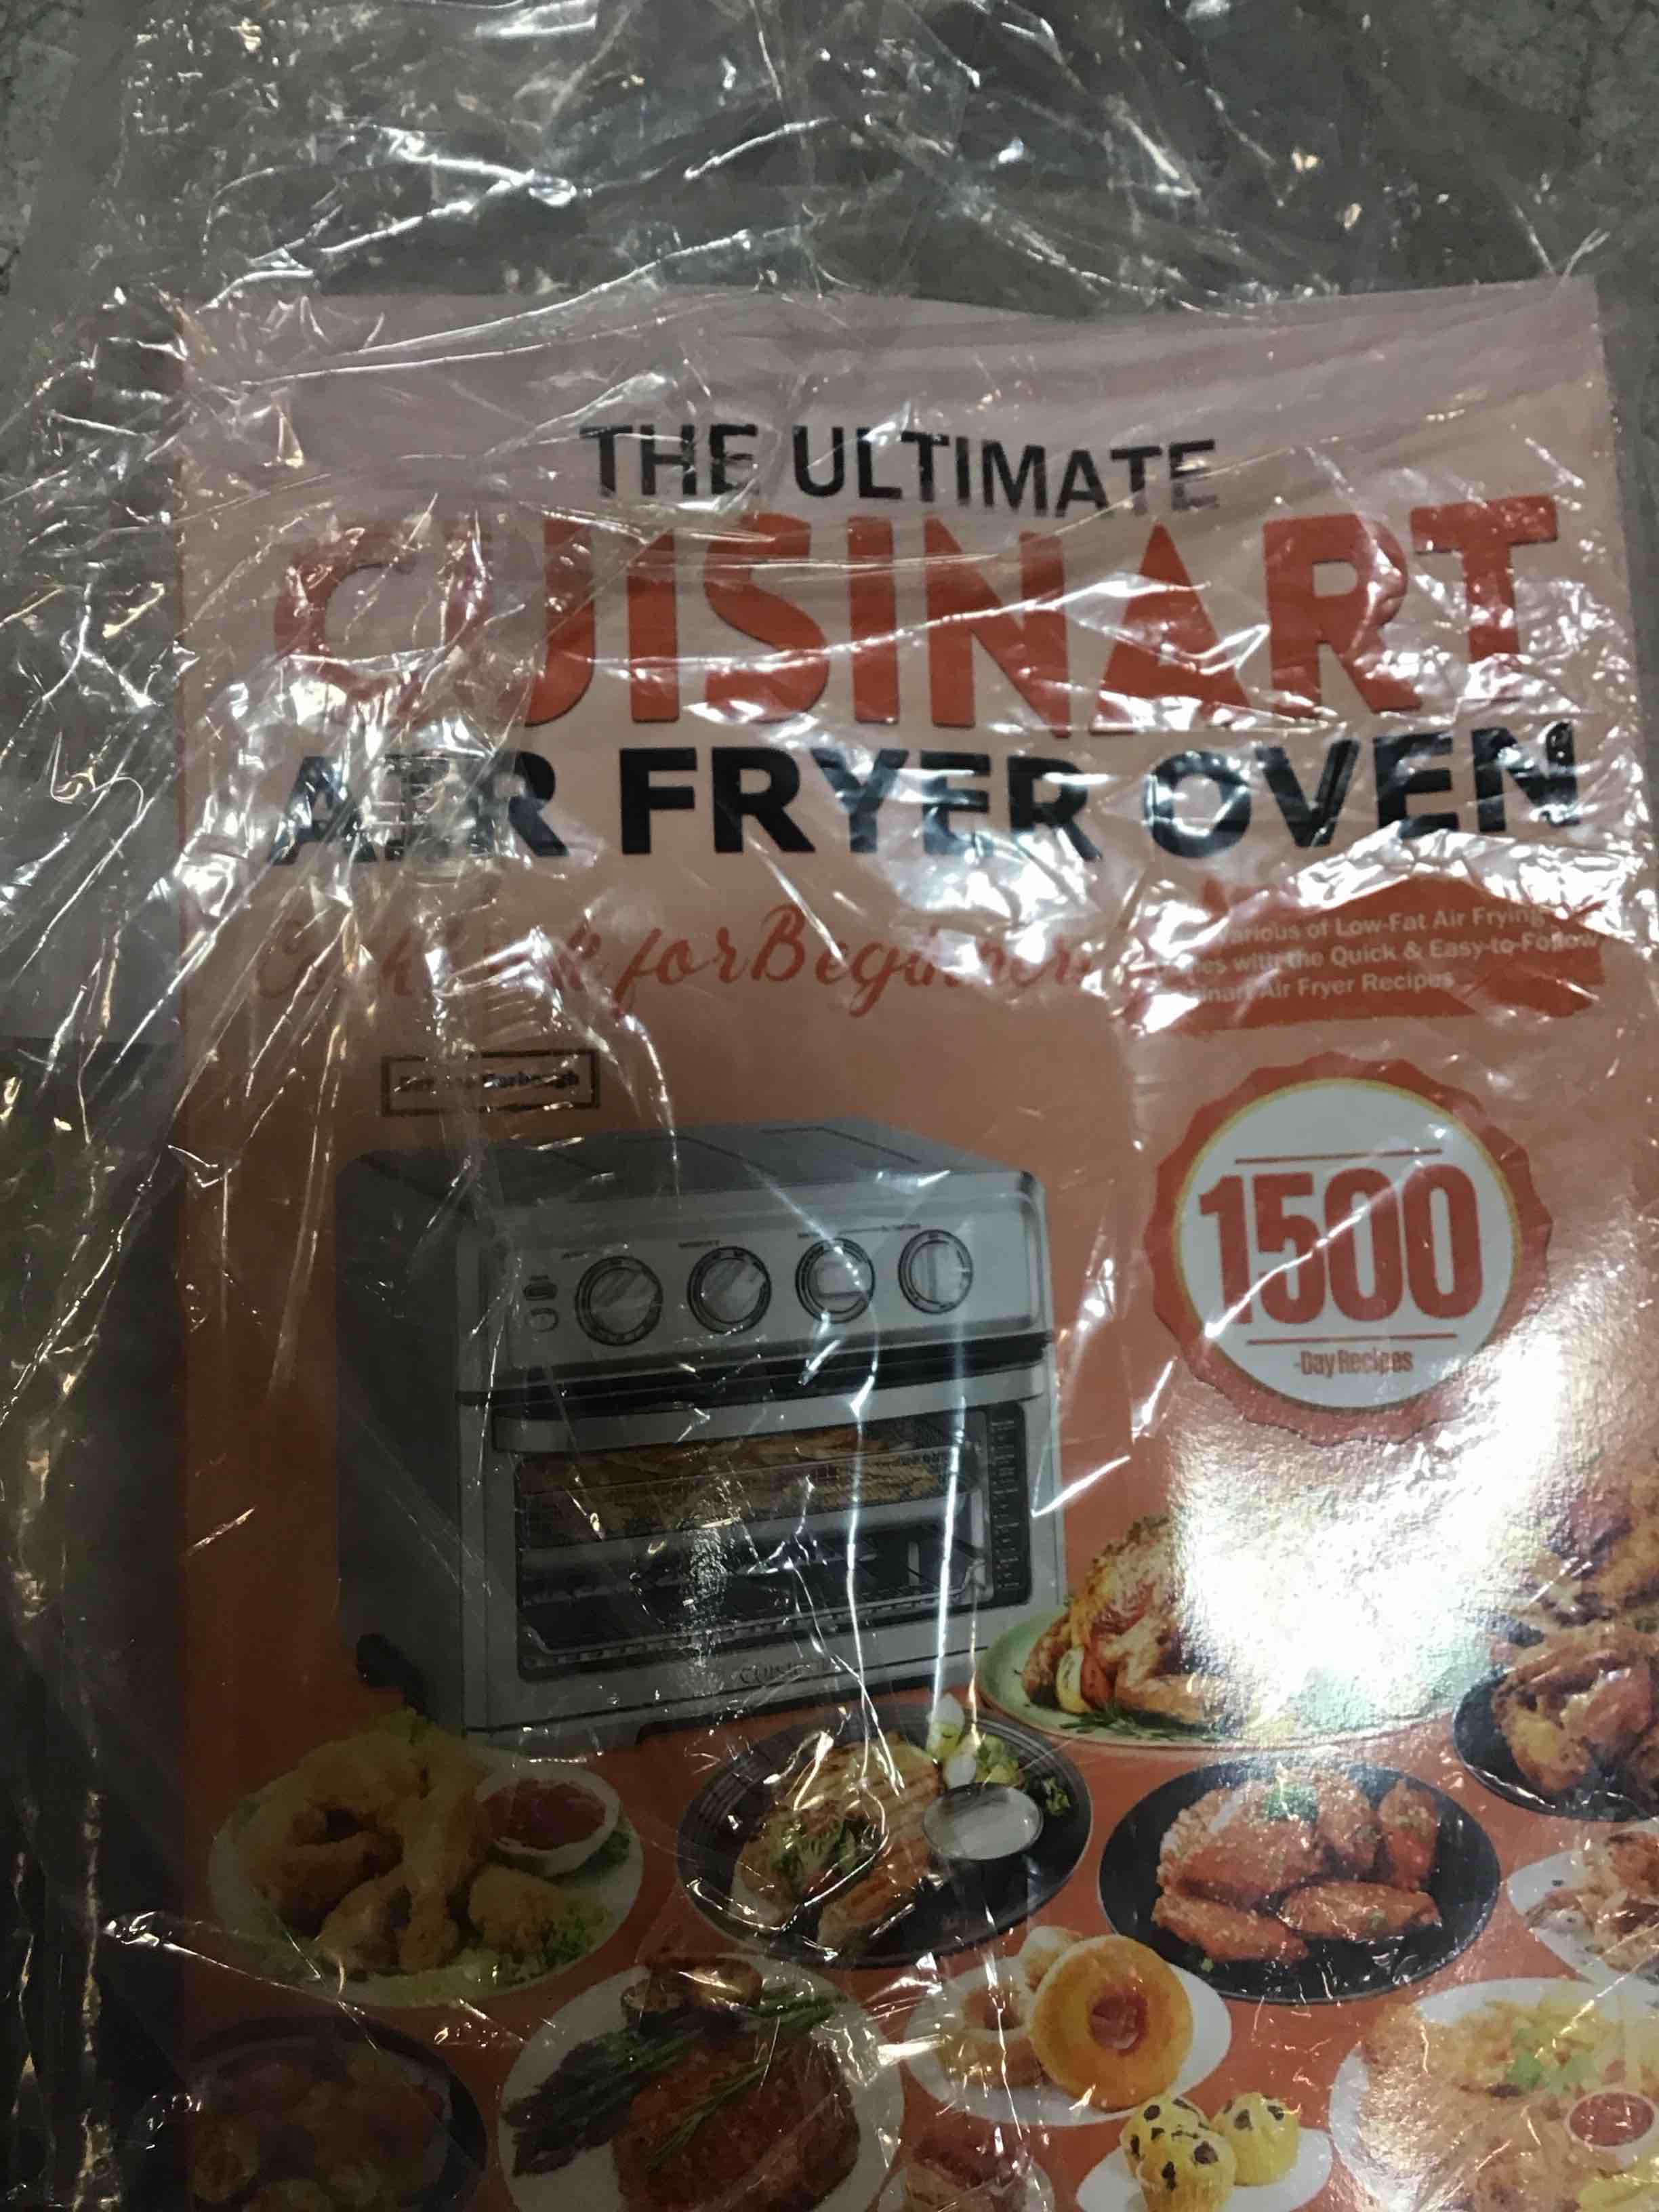 THE ULTIMATE
CUISINART
AIR FRYER OVEN
Cookbook for Beginners
Various of Low-Fat Air Frying
with the Quick & Easy-to-Follow
Air Fryer Recipes
1500
-Day Recipes